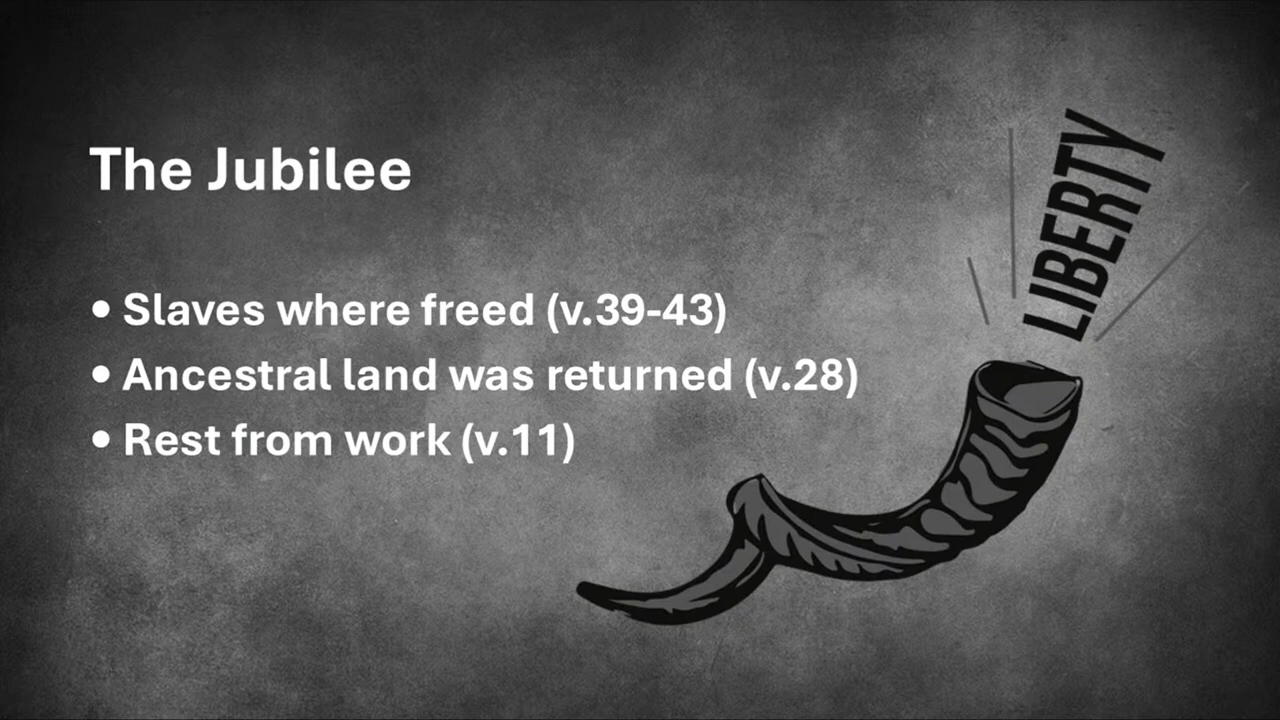 The Jubilee
• Slaves where freed (v.39-43)
• Ancestral land was returned (v.28)
• Rest from work (v.11)
LIBERTY